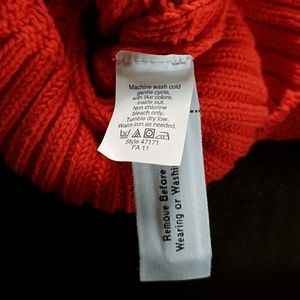 Machine wash cold
gentle cycle,
with like colors,
inside out.
Non chlorine
bleach only.
Tumble dry low.
Warm iron as needed.
Style 47171
FA 11
Remove Before
Wearing or Washing